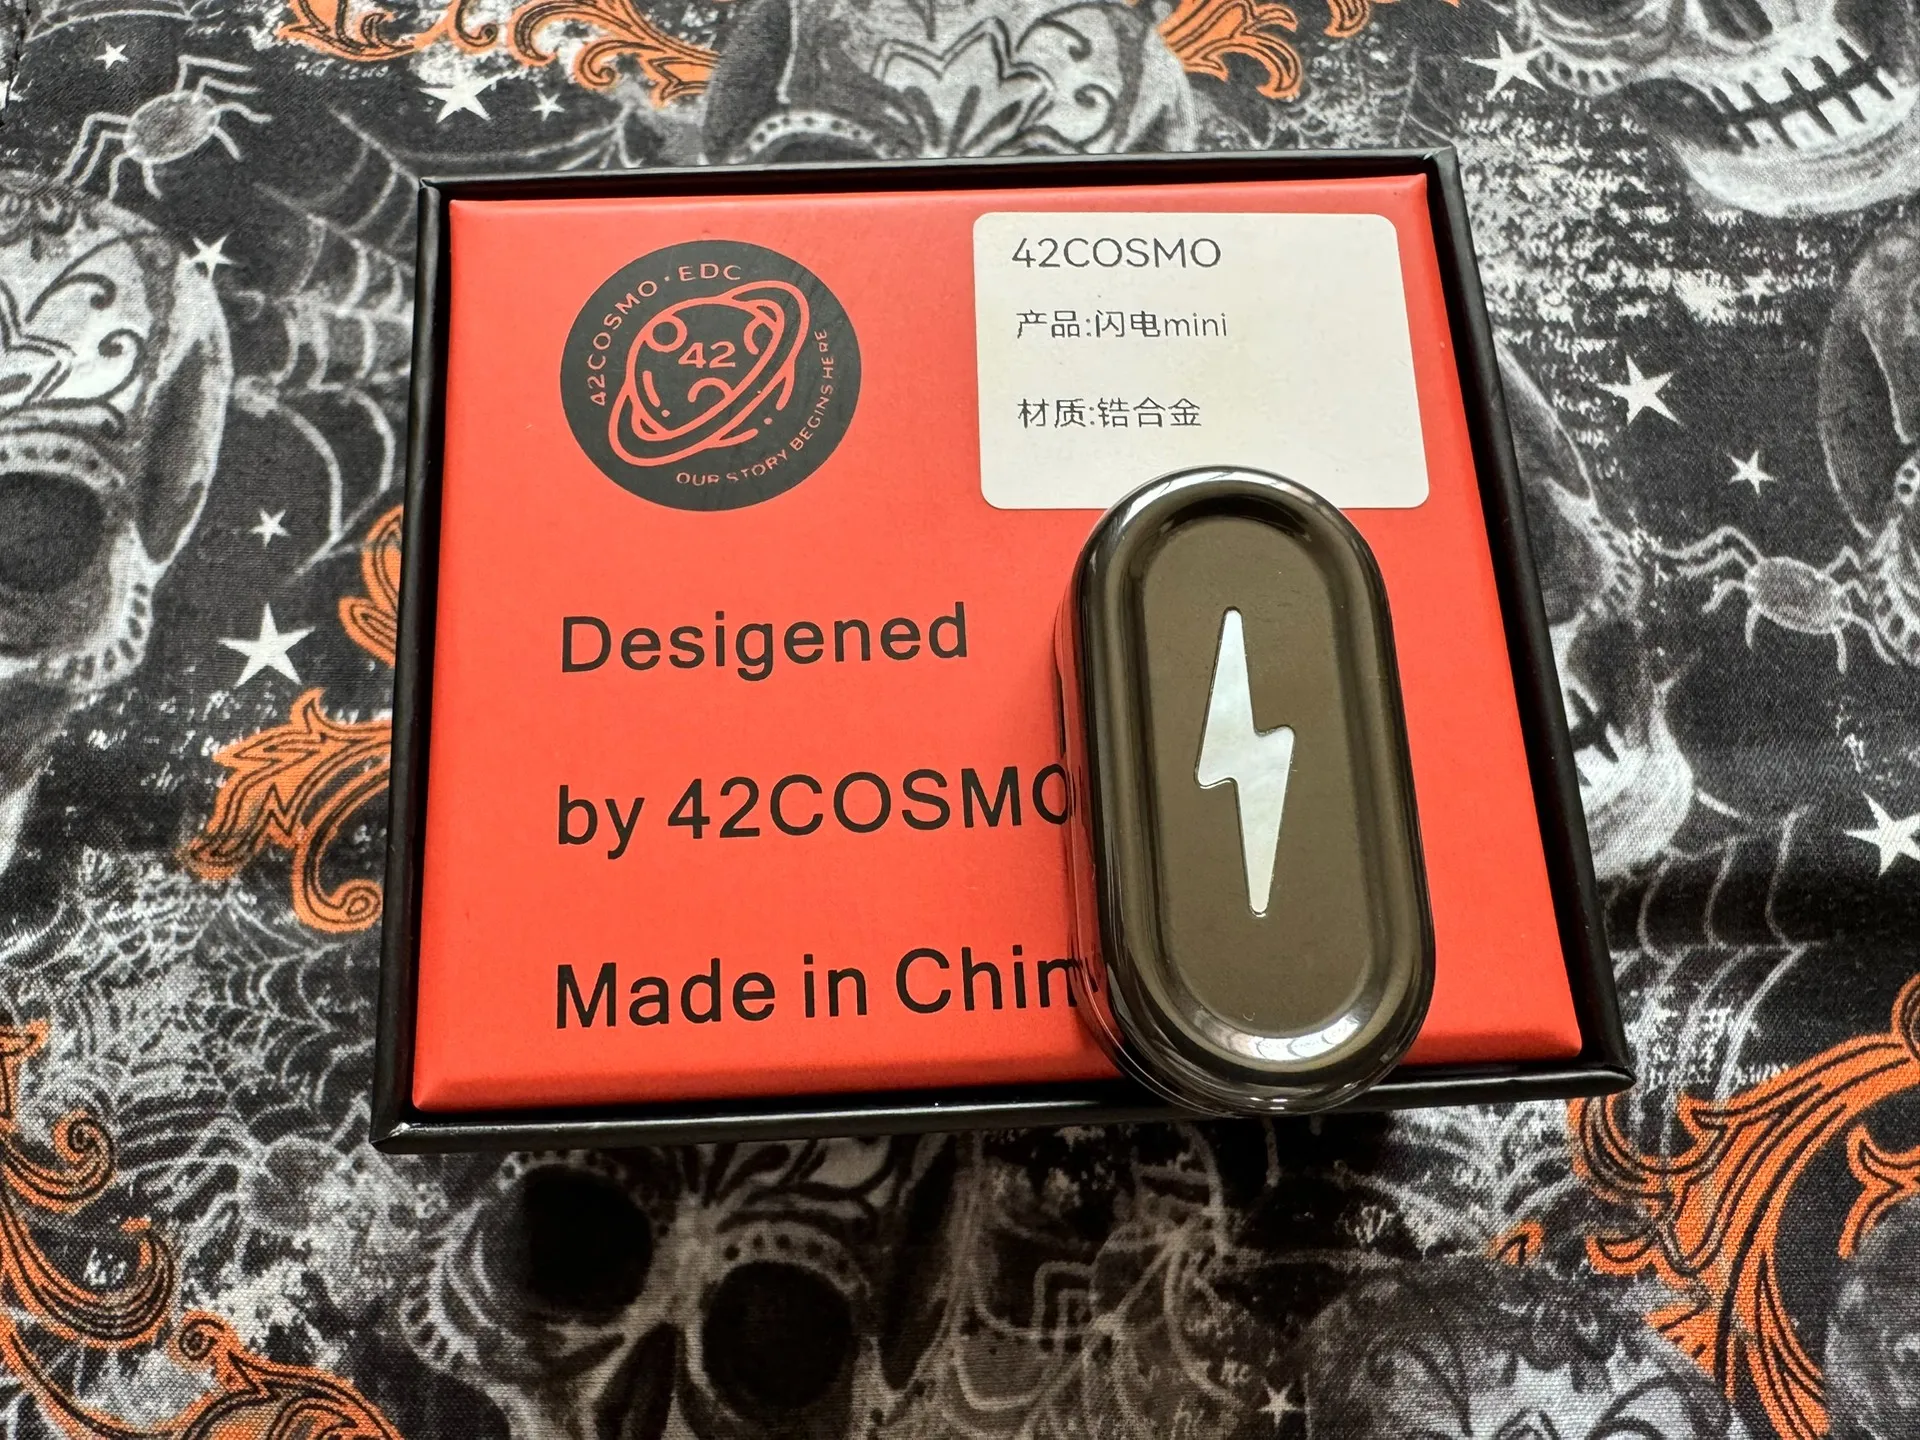 42COSMO · EDC
42
OUR STORY BEGINS HERE
42COSMO
产品:闪电mini
材质:锆合金
Desigened
by 42COSMO
Made in